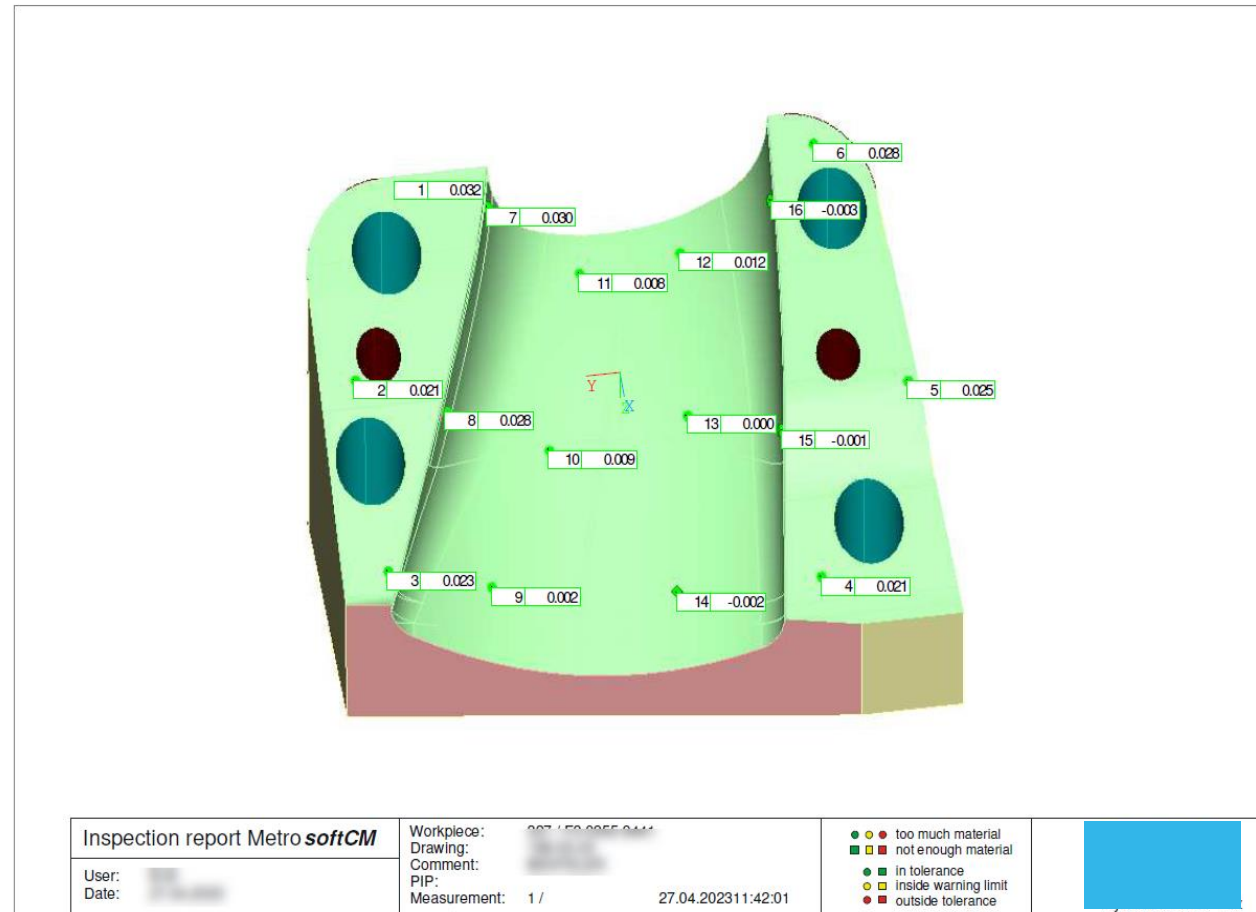 6 0.028
1 0.032
16 -0.003
7 0.030
12 0.012
11 0.008
Y
X
2 0.021
5 0.025
8 0.028
13 0.000
15 -0.001
10 0.009
3 0.023
4 0.021
9 0.002
14 -0.002
Inspection report Metro softCM
User:
Date:
Workpiece:
Drawing:
Comment:
PIP:
Measurement: 1 / 27.04.202311:42:01
too much material
not enough material
in tolerance
inside warning limit
outside tolerance